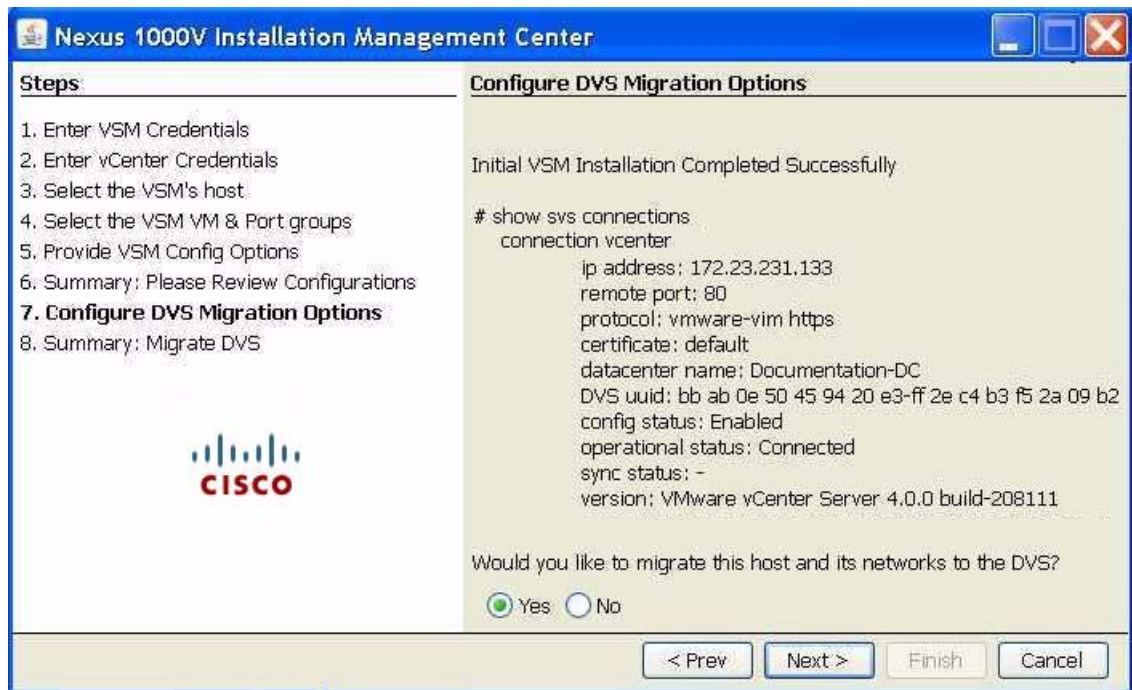 Nexus 1000V Installation Management Center
Steps
1. Enter VSM Credentials
2. Enter vCenter Credentials
3. Select the VSM's host
4. Select the VSM VM & Port groups
5. Provide VSM Config Options
6. Summary: Please Review Configurations
7. Configure DVS Migration Options
8. Summary: Migrate DVS
CISCO
Configure DVS Migration Options
Initial VSM Installation Completed Successfully
# show svs connections
connection vcenter
ip address: 172.23.231.133
remote port: 80
protocol: vmware-vim https
certificate: default
datacenter name: Documentation-DC
DVS uuid: bb ab 0e 50 45 94 20 e3-ff 2e c4 b3 f5 2a 09 b2
config status: Enabled
operational status: Connected
sync status: -
version: VMware vCenter Server 4.0.0 build-208111
Would you like to migrate this host and its networks to the DVS?
Yes No
< Prev Next > Finish Cancel